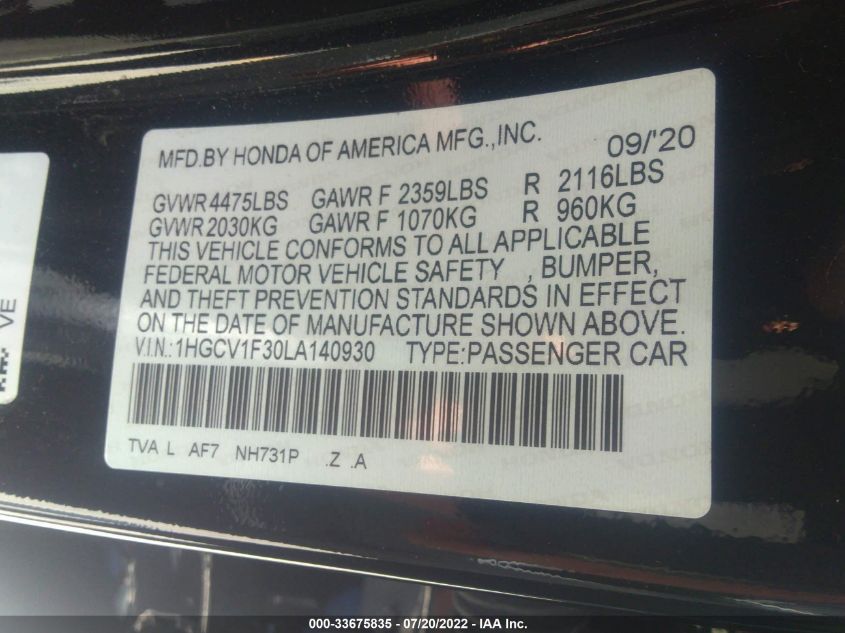 MFD.BY HONDA OF AMERICA MFG.,INC. 09/'20
GVWR 4475LBS GAWR F 2359LBS R 2116LBS
GVWR 2030KG GAWR F 1070KG R 960KG
THIS VEHICLE CONFORMS TO ALL APPLICABLE
FEDERAL MOTOR VEHICLE SAFETY , BUMPER,
AND THEFT PREVENTION STANDARDS IN EFFECT
ON THE DATE OF MANUFACTURE SHOWN ABOVE.
V.I.N.:1HGCV1F30LA140930 TYPE:PASSENGER CAR
TVA L AF7 NH731P .Z .A
VE
000-33675835 - 07/20/2022 - IAA Inc.